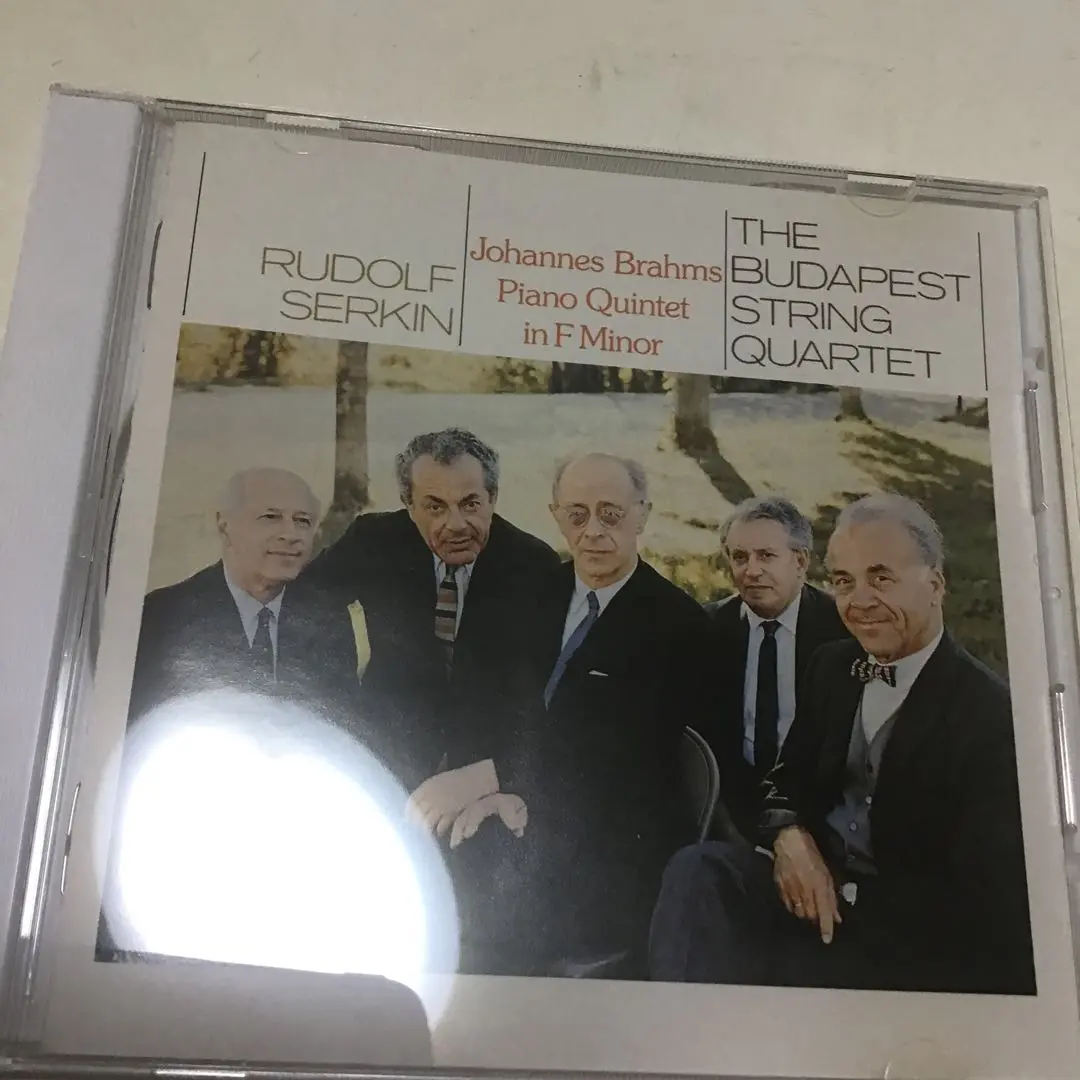 RUDOLF
SERKIN
Johannes Brahms
Piano Quintet
in F Minor
THE
BUDAPEST
STRING
QUARTET